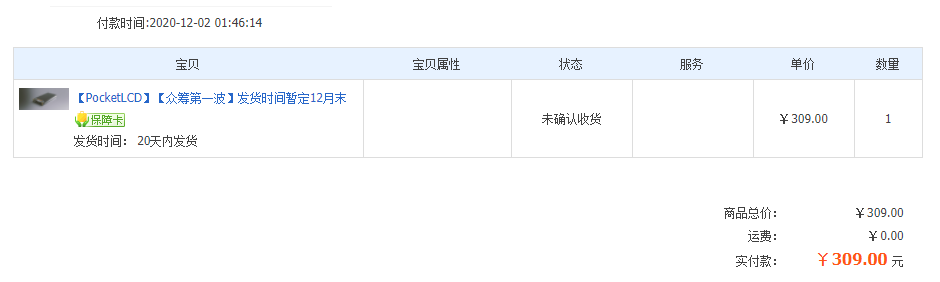 付款时间:2020-12-02 01:46:14
宝贝 宝贝属性 状态 服务 单价 数量
【PocketLCD】【众筹第一波】发货时间暂定12月末
保障卡
未确认收货 ￥309.00 1
发货时间： 20天内发货
商品总价： ￥309.00
运费： ￥0.00
实付款： ￥309.00 元